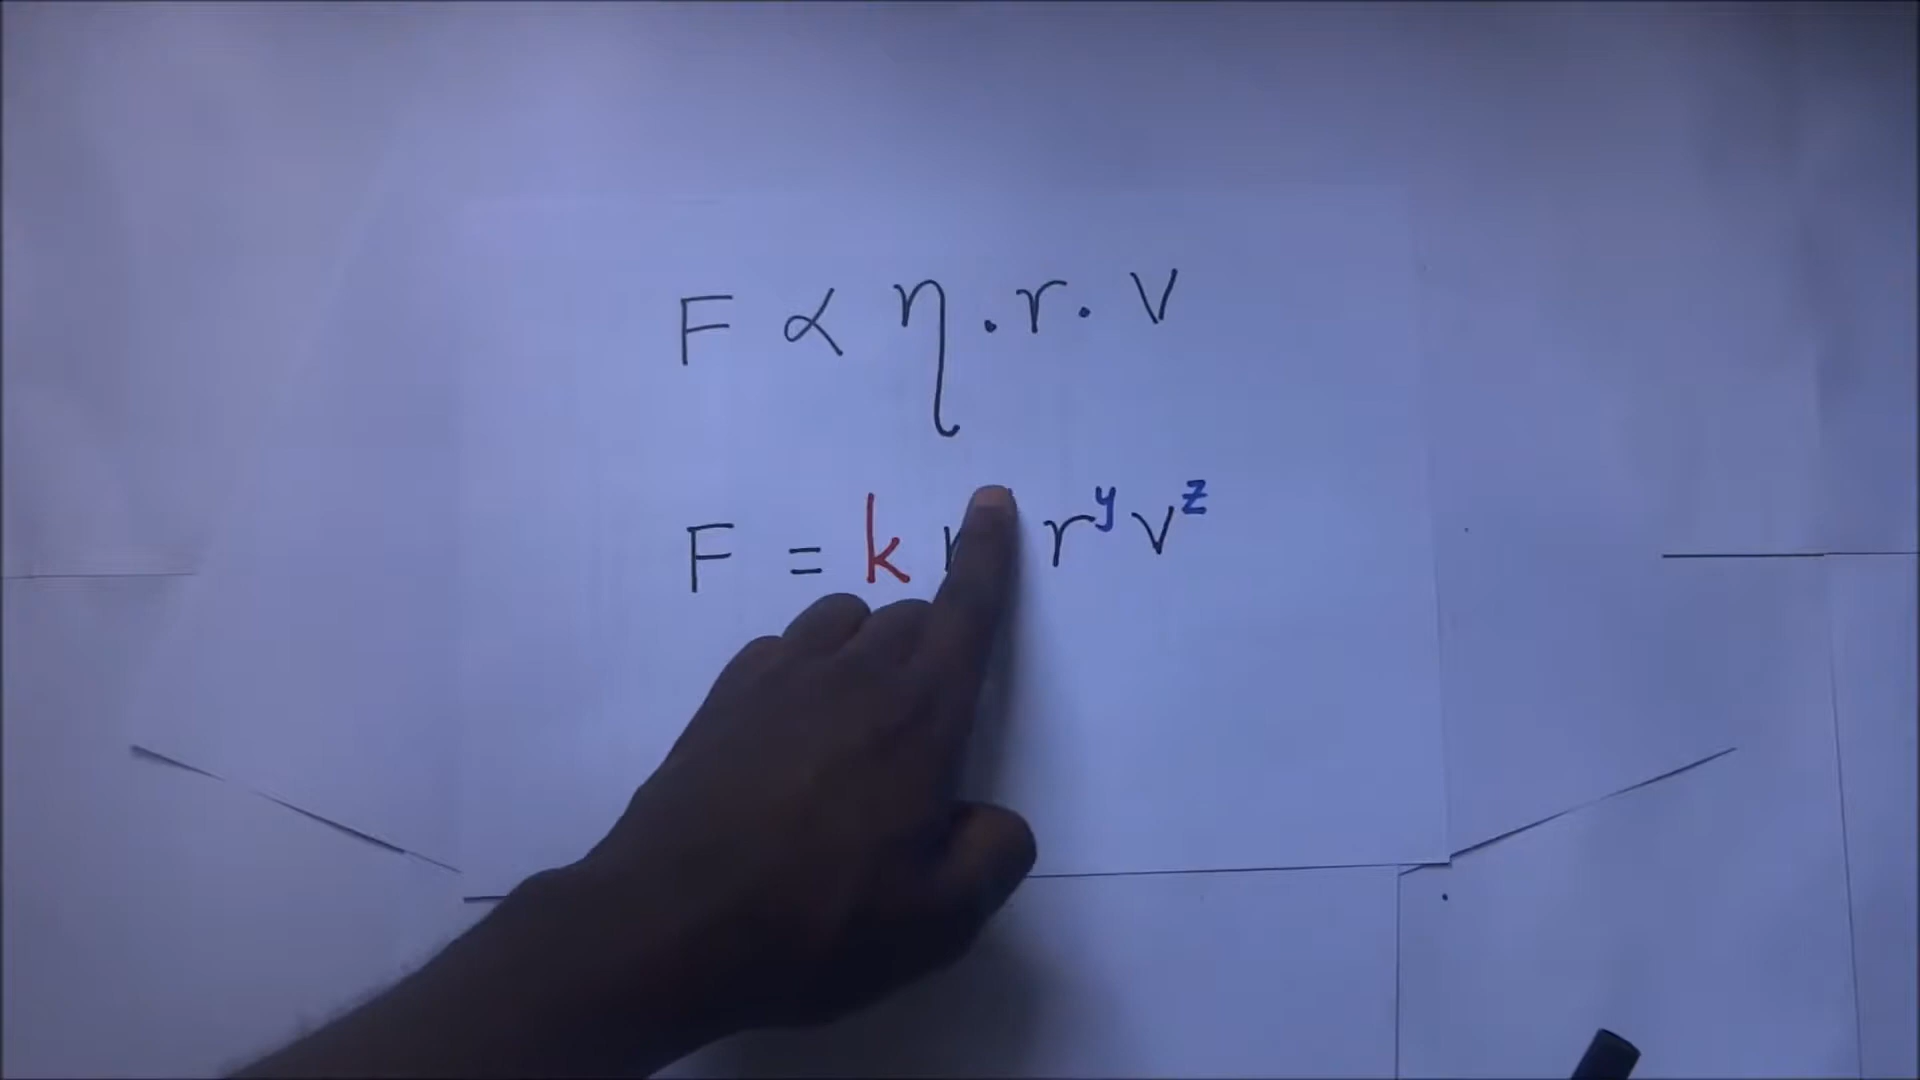 F ∝ η . r . v
F = k r^y v^z